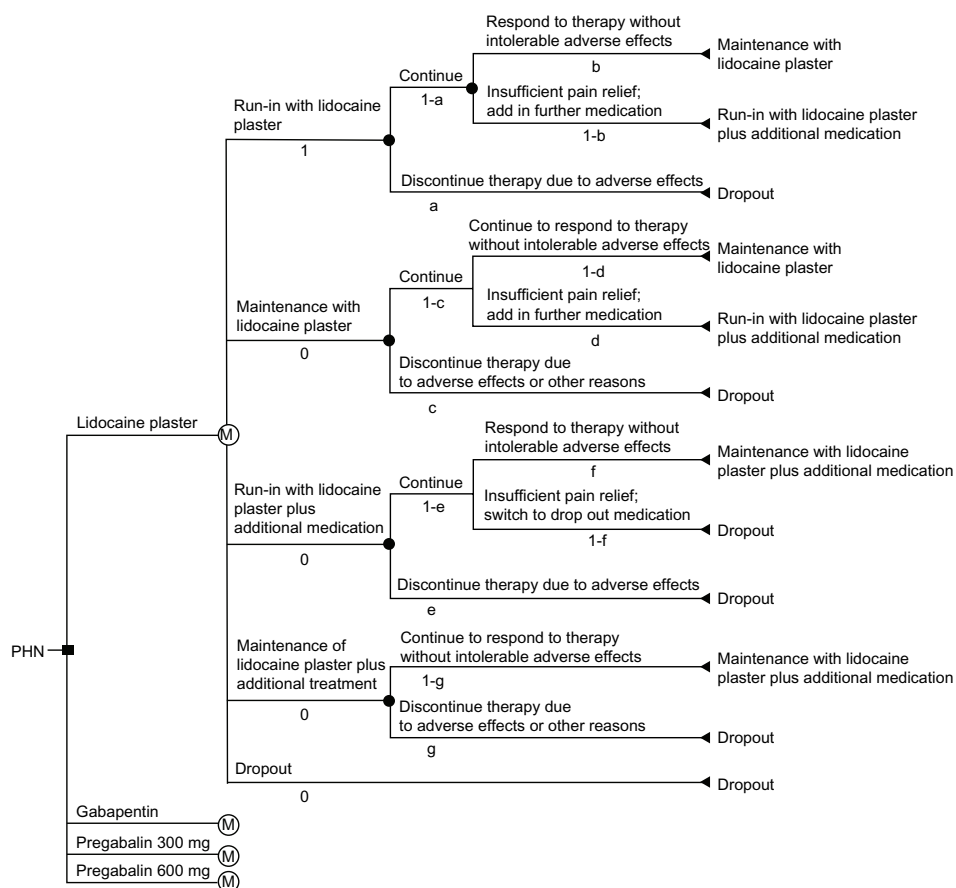 Respond to therapy without
intolerable adverse effects
b
Maintenance with
lidocaine plaster
Continue
1-a
Insufficient pain relief;
add in further medication
1-b
Run-in with lidocaine plaster
plus additional medication
Run-in with lidocaine
plaster
1
Discontinue therapy due to adverse effects
a
Dropout
Continue to respond to therapy
without intolerable adverse effects
1-d
Maintenance with
lidocaine plaster
Continue
1-c
Insufficient pain relief;
add in further medication
d
Run-in with lidocaine plaster
plus additional medication
Maintenance with
lidocaine plaster
0
Discontinue therapy due
to adverse effects or other reasons
c
Dropout
Lidocaine plaster
M
Respond to therapy without
intolerable adverse effects
f
Maintenance with lidocaine
plaster plus additional medication
Continue
1-e
Insufficient pain relief;
switch to drop out medication
1-f
Dropout
Run-in with lidocaine
plaster plus
additional medication
0
Discontinue therapy due to adverse effects
e
Dropout
PHN
Maintenance of
lidocaine plaster plus
additional treatment
0
Continue to respond to therapy
without intolerable adverse effects
1-g
Maintenance with lidocaine
plaster plus additional medication
Discontinue therapy due
to adverse effects or other reasons
g
Dropout
Dropout
0
Dropout
Gabapentin
M
Pregabalin 300 mg
M
Pregabalin 600 mg
M